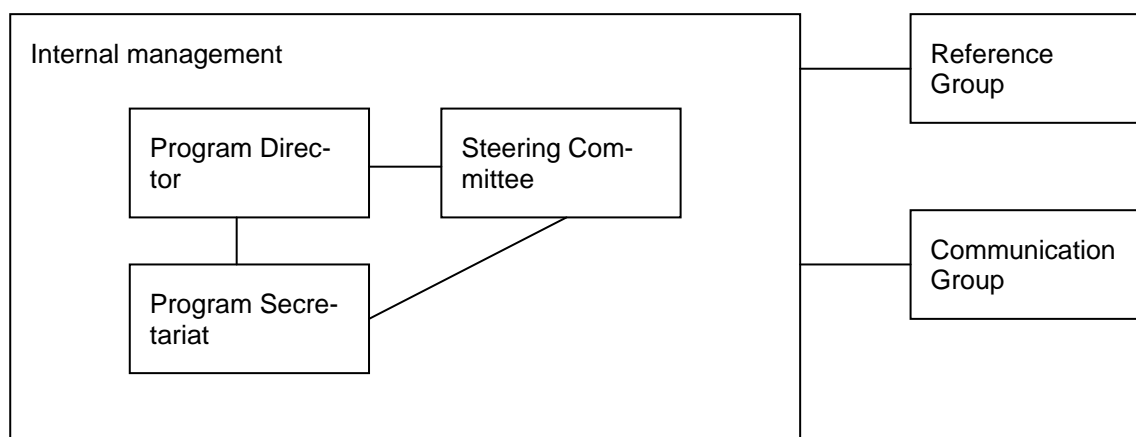 Internal management
Reference
Group
Program Direc-
tor
Steering Com-
mittee
Communication
Group
Program Secre-
tariat